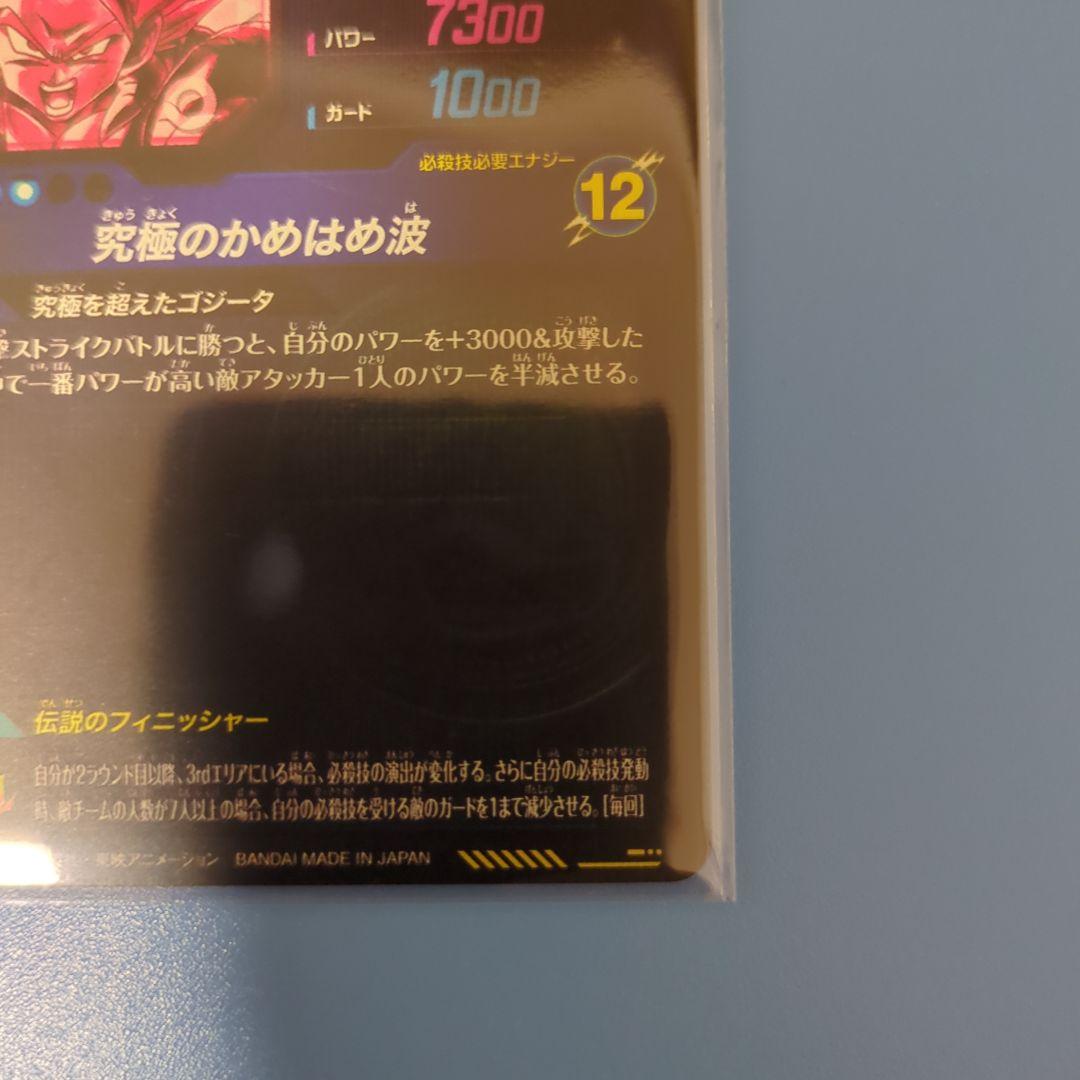 パワー 7300
ガード 1000
必殺技必要エナジー 12
究極のかめはめ波
究極を超えたゴジータ
ストライクバトルに勝つと、自分のパワーを+3000&攻撃した
で一番パワーが高い敵アタッカー1人のパワーを半減させる。
伝説のフィニッシャー
自分が2ラウンド目以降、3rdエリアにいる場合、必殺技の演出が変化する。さらに自分の必殺技発動
時、敵チームの人数が7人以上の場合、自分の必殺技を受ける敵のガードを1まで減少させる。[毎回]
・東映アニメーション BANDAI MADE IN JAPAN